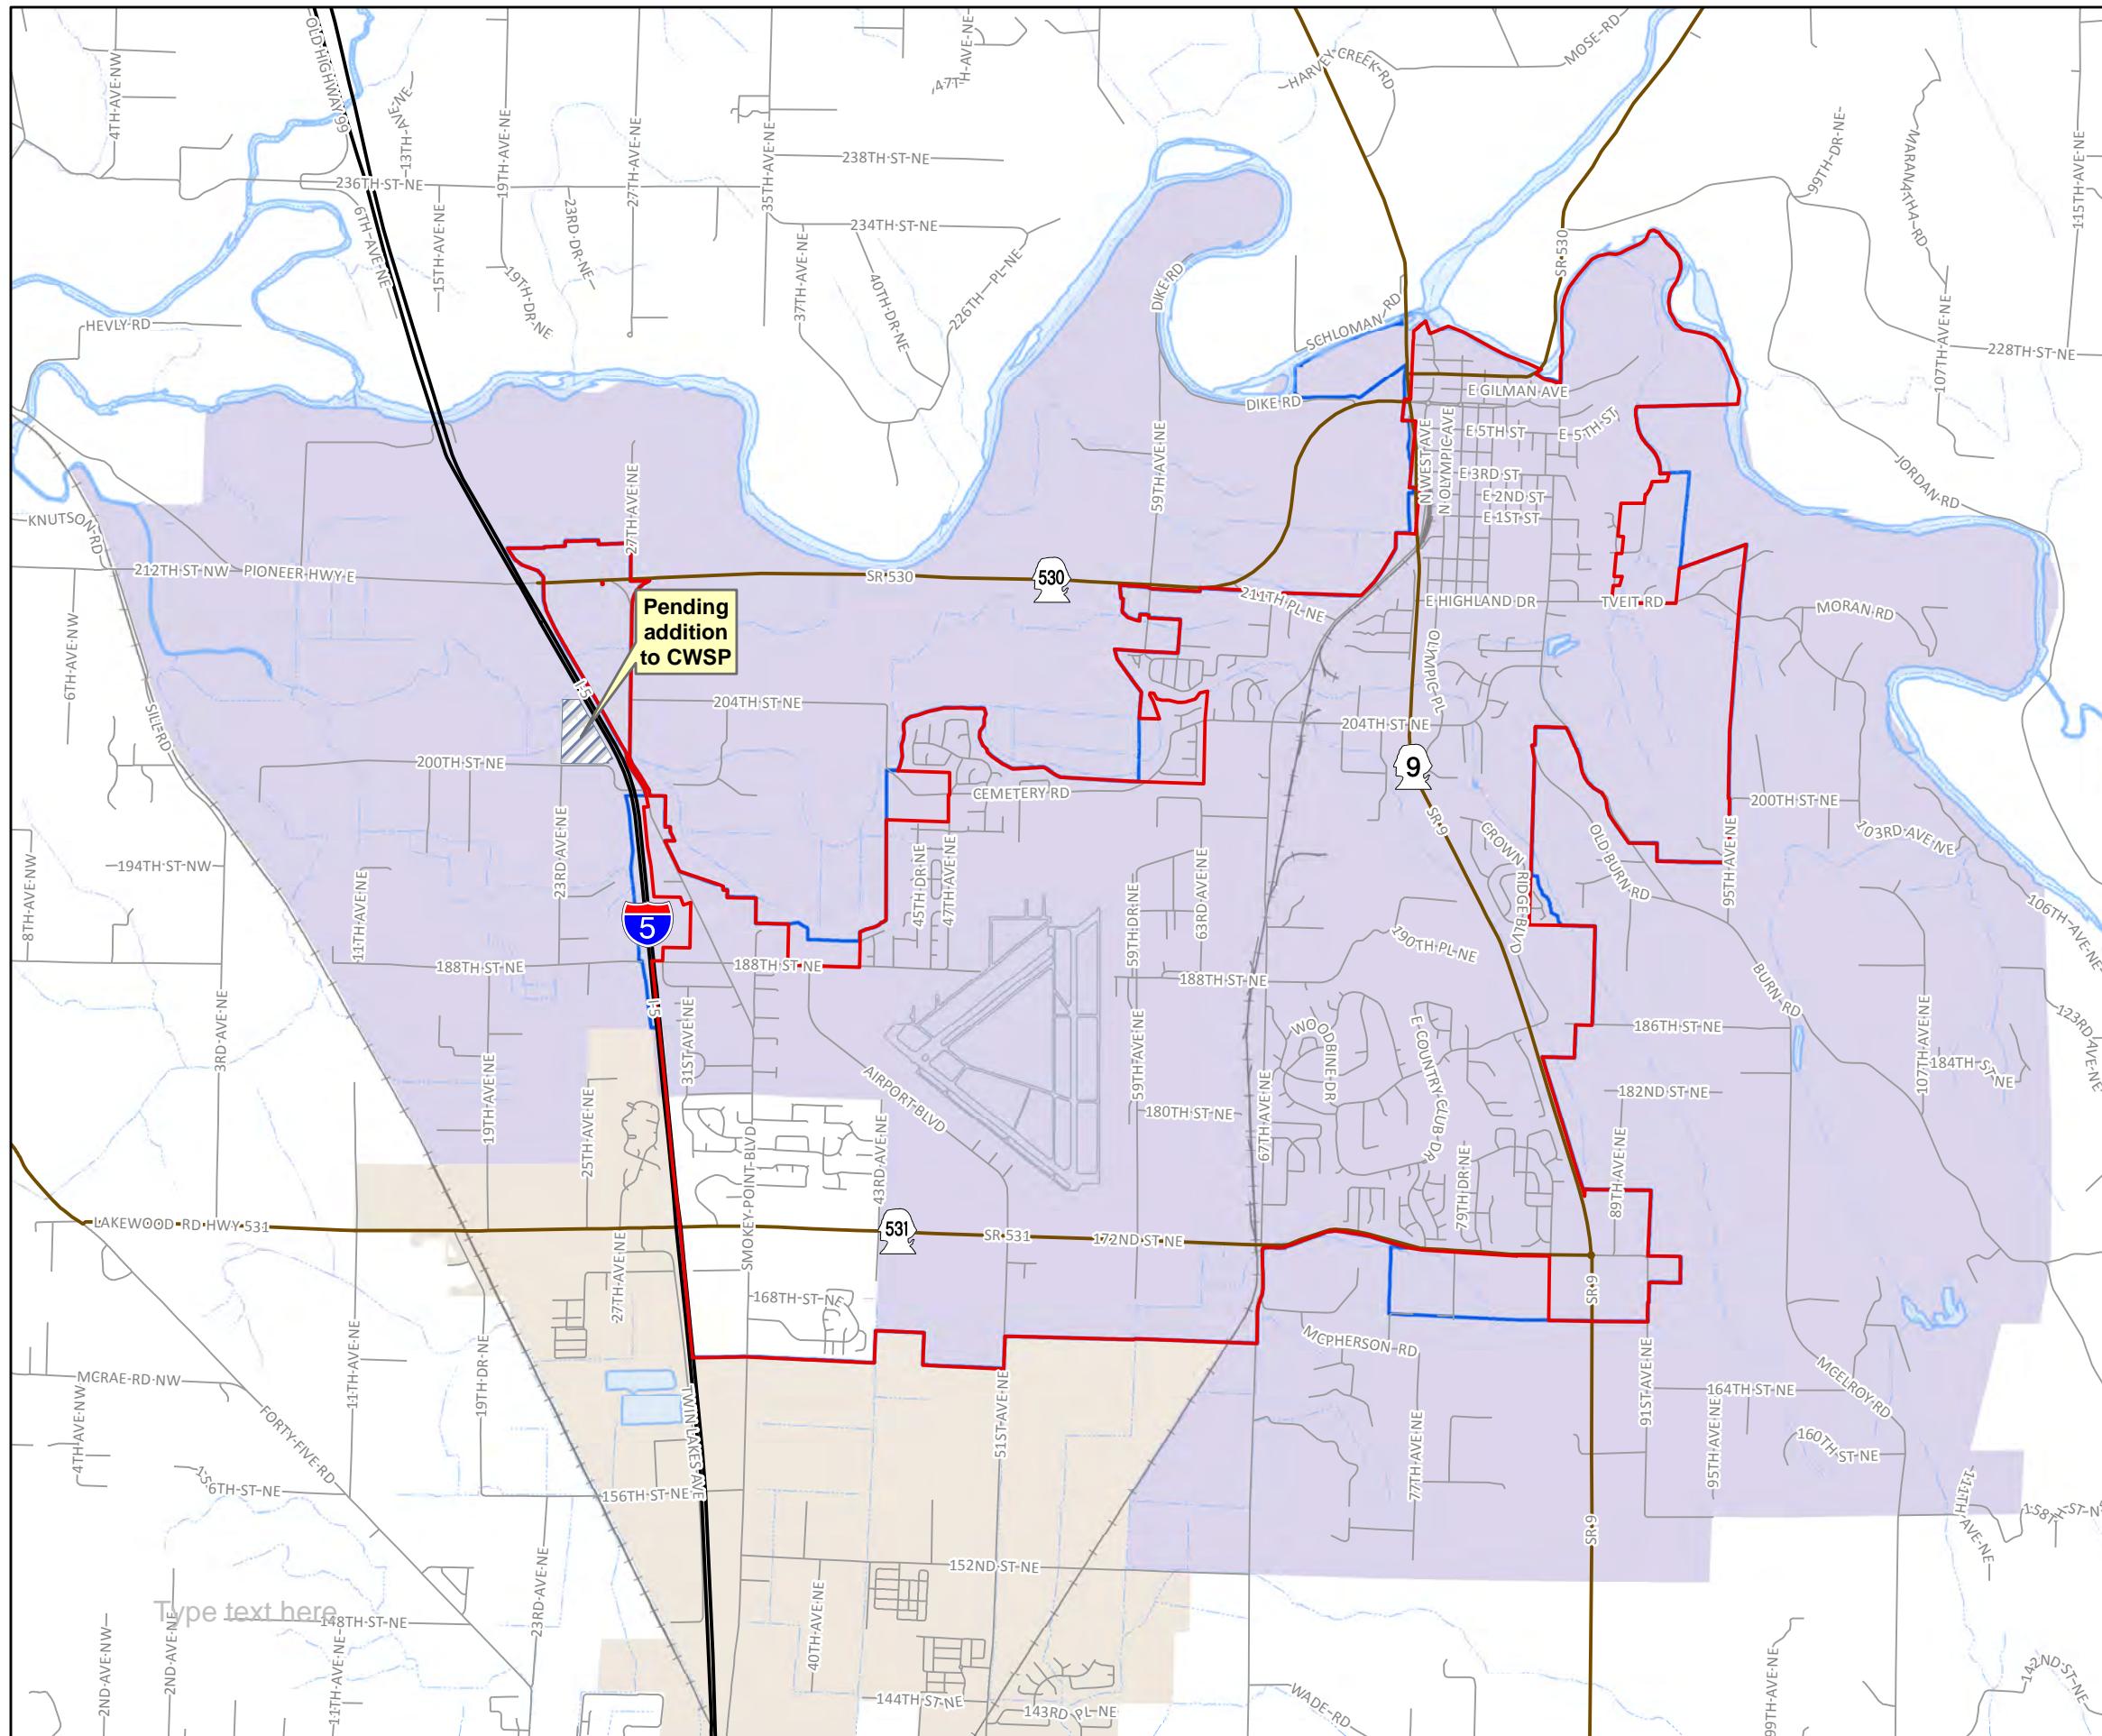 OLD HIGHWAY 99
4TH-AVE-NW
13TH-AVE-NE
19TH-AVE-NE
27TH-AVE-NE
35TH-AVE-NE
47TH-AVE-NE
HARVEY-CREEK-RD
MOSE-RD
99TH-DR-NE
MARANATHA-RD
115TH-AVE-NE
238TH-ST-NE
236TH-ST-NE
6TH-AVE-NE
15TH-AVE-NE
23RD-DR-NE
19TH-DR-NE
234TH-ST-NE
37TH-AVE-NE
40TH-DR-NE
226TH-PL-NE
DIKE RD
SR-530
HEVLY-RD
SCHLOMAN RD
107TH-AVE-NE
228TH-ST-NE
E GILMAN AVE
DIKE RD
N WEST AVE
N OLYMPIC AVE
E 5TH ST
E-5TH ST
E 3RD ST
E 2ND ST
E 1ST ST
59TH AVE NE
27TH AVE NE
JORDAN-RD
KNUTSON-RD
212TH ST NW
PIONEER HWY E
SR 530
530
211TH PL NE
E HIGHLAND DR
TVEIT RD
MORAN RD
Pending
addition
to CWSP
6TH-AVE-NW
SILL RD
I-5
204TH ST NE
204TH ST NE
OLYMPIC PL
200TH ST NE
CEMETERY RD
9
SR 9
200TH ST NE
103RD AVE NE
23RD AVE NE
194TH-ST-NW
8TH-AVE-NW
11TH AVE NE
45TH DR NE
47TH AVE NE
59TH DR NE
63RD AVE NE
CROWN RIDGE BLVD
OLD BURN RD
95TH AVE NE
106TH-AVE-NE
5
190TH PL NE
188TH ST NE
188TH ST NE
188TH ST NE
BURN RD
3RD-AVE-NE
I-5
31ST AVE NE
19TH AVE NE
25TH AVE NE
AIRPORT BLVD
59TH AVE NE
WOODBINE DR
E COUNTRY CLUB DR
186TH ST NE
107TH AVE NE
184TH ST NE
123RD-AVE-NE
182ND ST NE
180TH ST NE
67TH AVE NE
SMOKEY-POINT-BLVD
43RD AVE NE
79TH DR NE
89TH AVE NE
LAKEWOOD-RD-HWY-531
531
SR 531
172ND ST NE
27TH AVE NE
168TH-ST-NE
SR-9
MCPHERSON RD
MCRAE-RD-NW
4TH-AVE-NW
11TH-AVE-NE
19TH-DR-NE
TWIN LAKES AVE
51ST AVE NE
77TH AVE NE
91ST AVE NE
164TH ST NE
95TH AVE NE
MCELROY RD
160TH ST NE
FORTY-FIVE-RD
156TH-ST-NE
156TH ST NE
111TH-AVE-NE
158TH-ST-N
SR-9
152ND ST NE
Type text here
148TH-ST-NE
2ND-AVE-NW
2ND-AVE-NE
11TH-AVE-NE
23RD-AVE-NE
40TH AVE NE
144TH ST NE
143RD PL NE
WADE-RD
99TH-AVE-NE
142ND-ST-NE